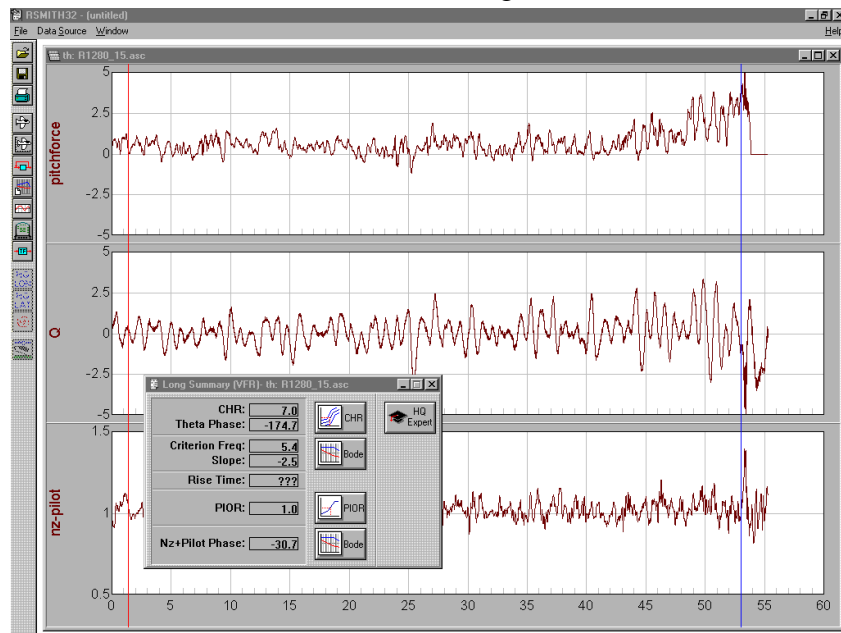 RSMITH32 - (untitled)
File Data Source Window Help
th: R1280_15.asc
pitchforce
5
2.5
0
-2.5
-5
Q
5
2.5
0
-2.5
-5
nz-pilot
1.5
1
0.5
0 5 10 15 20 25 30 35 40 45 50 55 60
Long Summary (VFR)- th: R1280_15.asc
CHR: 7.0 CHR
Theta Phase: -174.7
HQ
Expert
Criterion Freq: 5.4 Bode
Slope: -2.5
Rise Time: ???
PIOR: 1.0 PIOR
Nz+Pilot Phase: -30.7 Bode